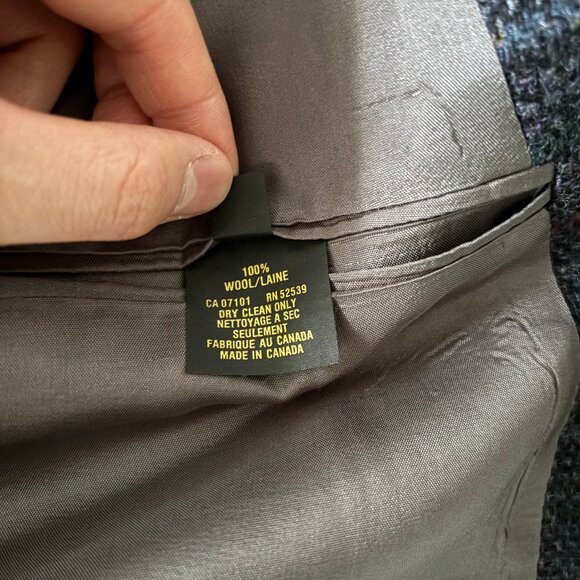 100%
WOOL/LAINE
CA 07101 RN 52539
DRY CLEAN ONLY
NETTOYAGE A SEC
SEULEMENT
FABRIQUE AU CANADA
MADE IN CANADA